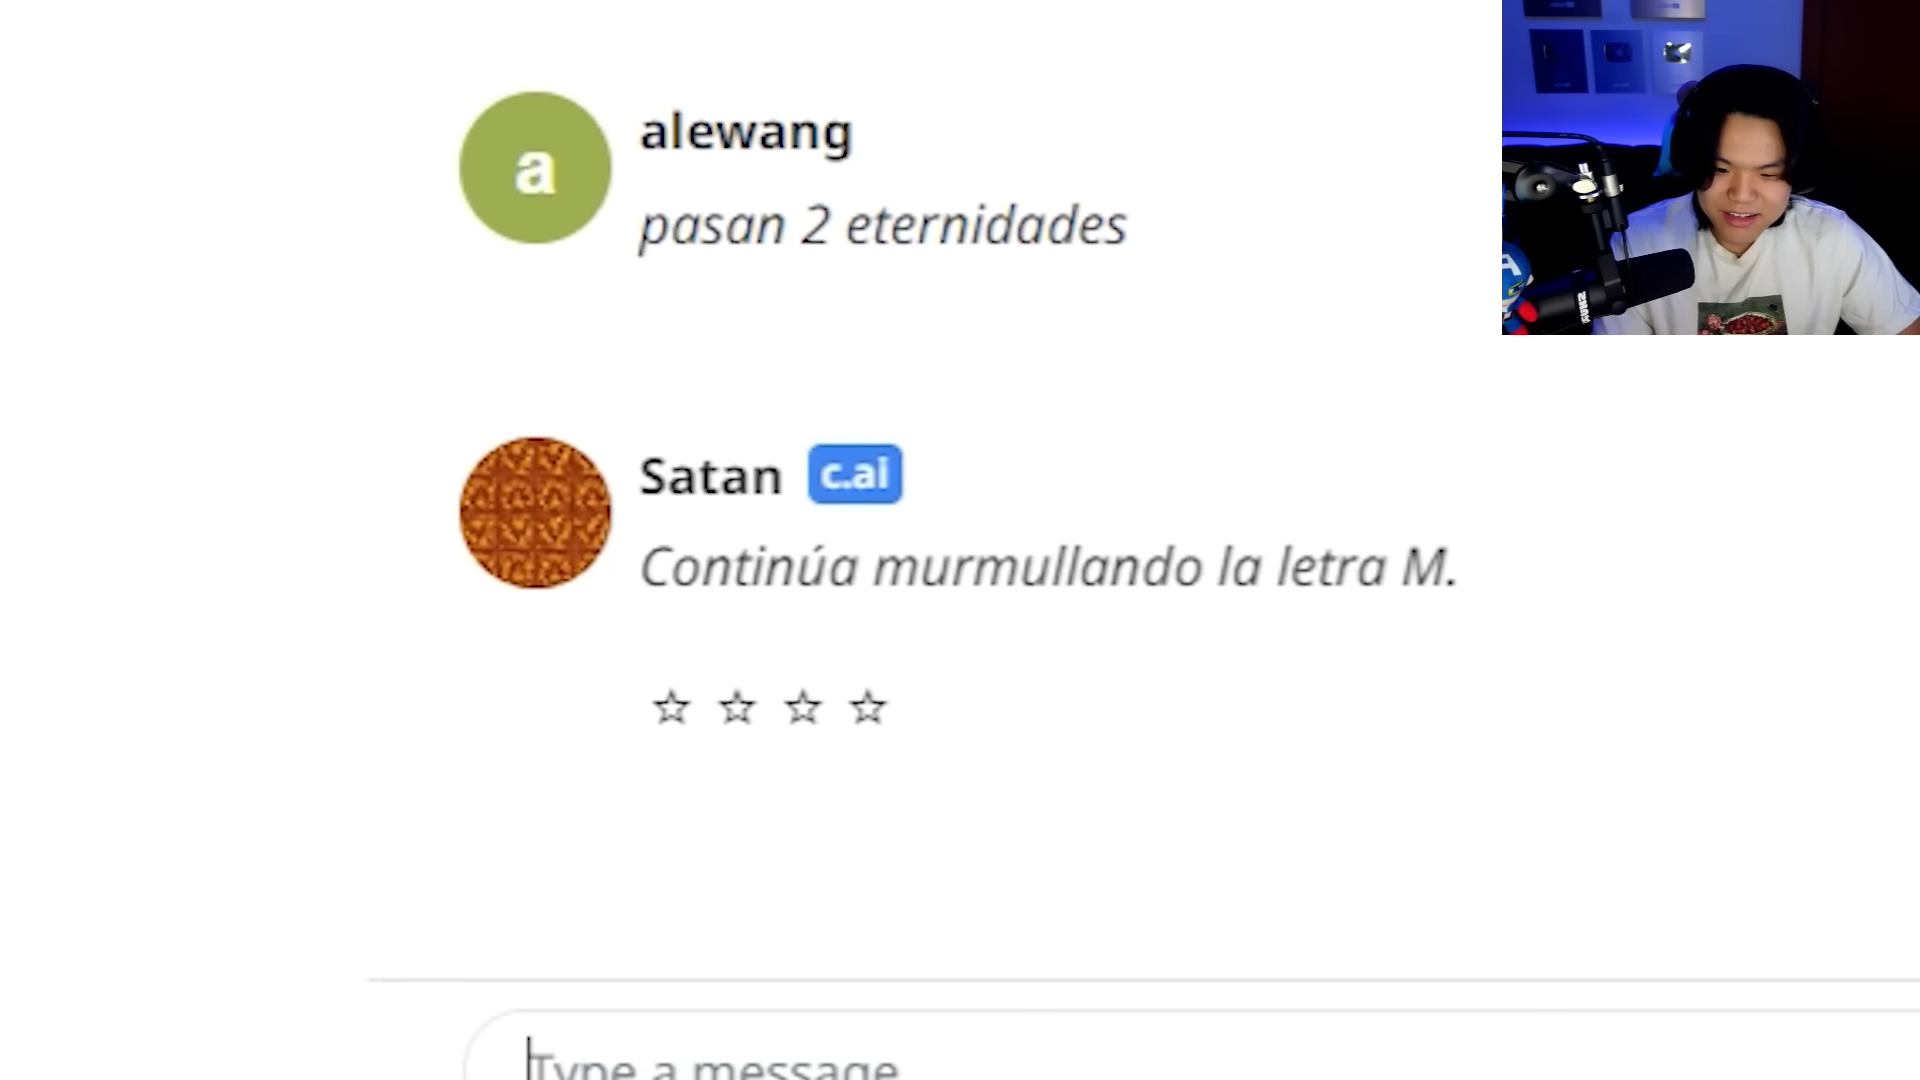 a
alewang
pasan 2 eternidades
Satan
c.ai
Continúa murmullando la letra M.
Type a message